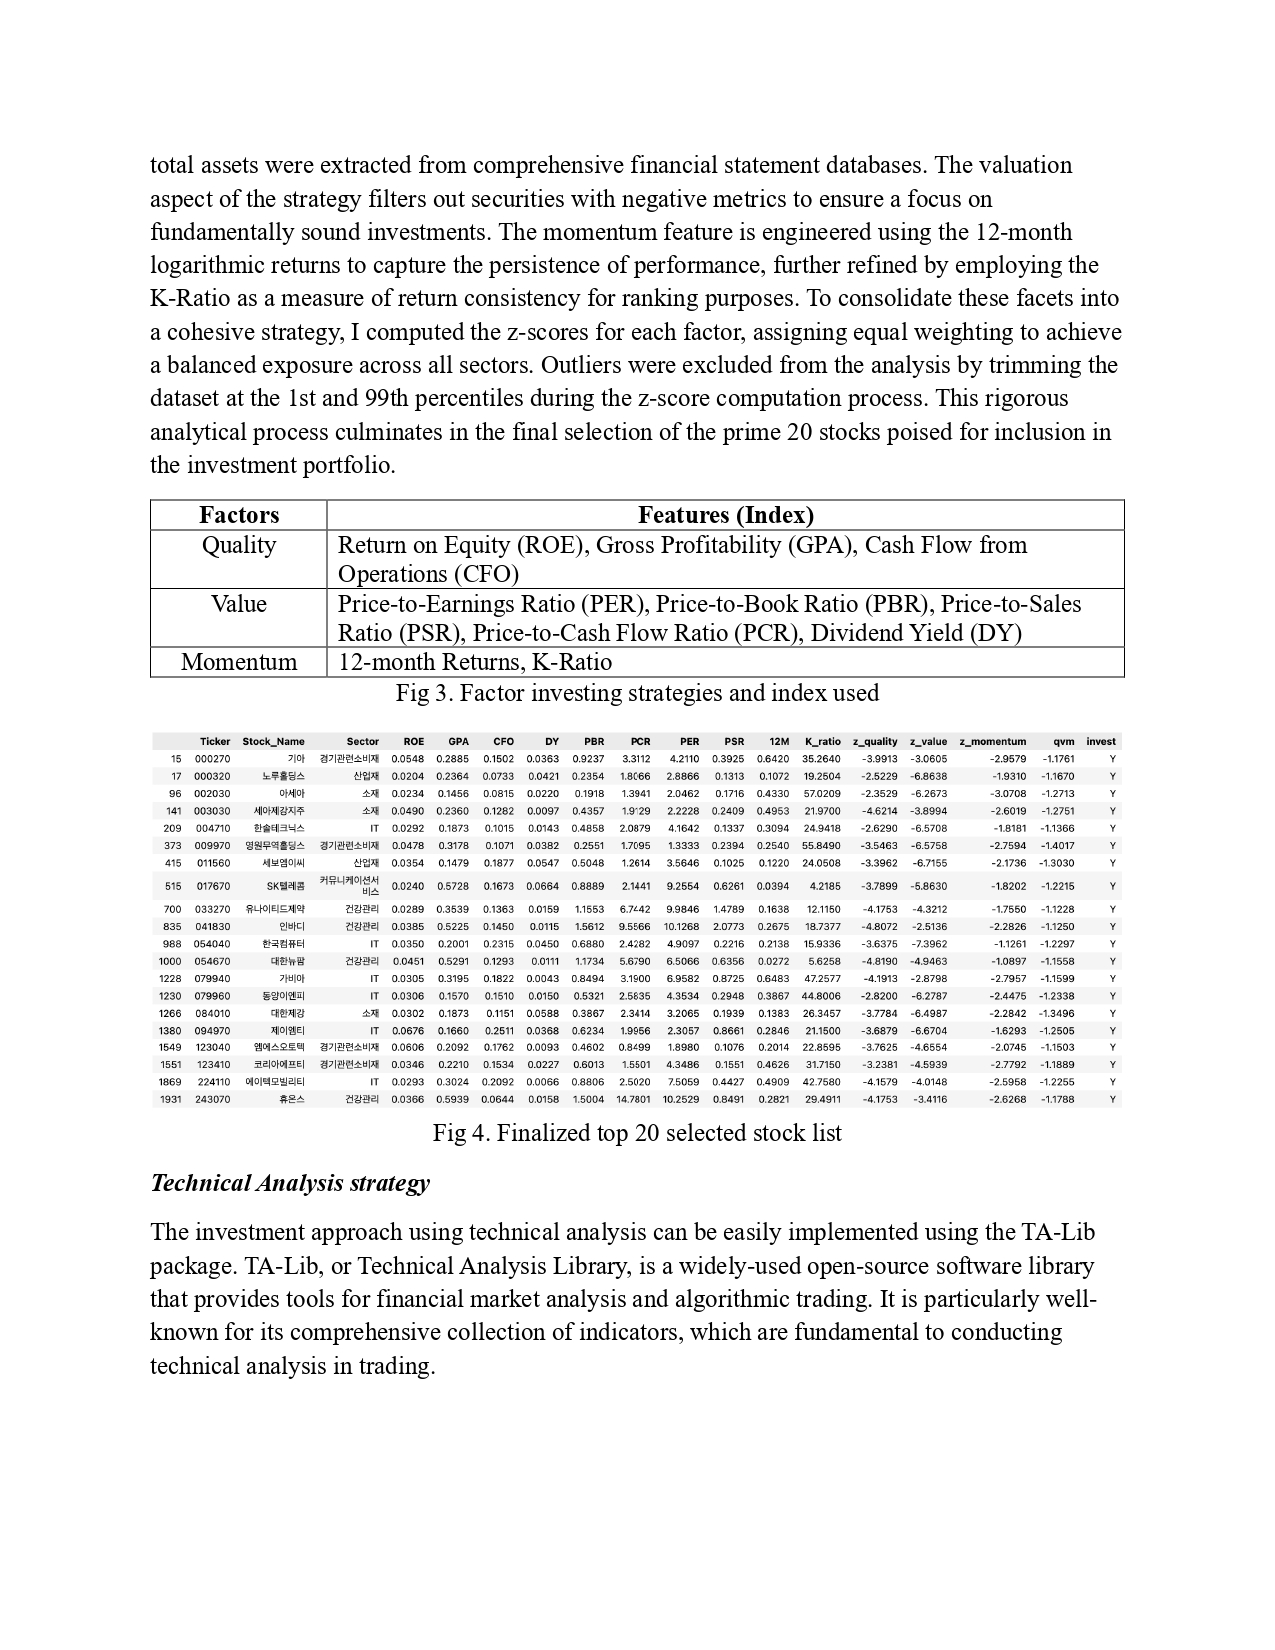 total assets were extracted from comprehensive financial statement databases. The valuation
aspect of the strategy filters out securities with negative metrics to ensure a focus on
fundamentally sound investments. The momentum feature is engineered using the 12-month
logarithmic returns to capture the persistence of performance, further refined by employing the
K-Ratio as a measure of return consistency for ranking purposes. To consolidate these facets into
a cohesive strategy, I computed the z-scores for each factor, assigning equal weighting to achieve
a balanced exposure across all sectors. Outliers were excluded from the analysis by trimming the
dataset at the 1st and 99th percentiles during the z-score computation process. This rigorous
analytical process culminates in the final selection of the prime 20 stocks poised for inclusion in
the investment portfolio.
Factors Features (Index)
Quality Return on Equity (ROE), Gross Profitability (GPA), Cash Flow from
Operations (CFO)
Value Price-to-Earnings Ratio (PER), Price-to-Book Ratio (PBR), Price-to-Sales
Ratio (PSR), Price-to-Cash Flow Ratio (PCR), Dividend Yield (DY)
Momentum 12-month Returns, K-Ratio
Fig 3. Factor investing strategies and index used
Ticker Stock_Name Sector ROE GPA CFO DY PBR PCR PER PSR 12M K_ratio z_quality z_value z_momentum qvm invest
15 000270 기아 경기관련소비재 0.0548 0.2885 0.1502 0.0363 0.9237 3.3112 4.2110 0.3925 0.6420 35.2640 -3.9913 -3.0605 -2.9579 -1.1761 Y
17 000320 노루홀딩스 산업재 0.0204 0.2364 0.0733 0.0421 0.2354 1.8066 2.8866 0.1313 0.1072 19.2504 -2.5229 -6.8638 -1.9310 -1.1670 Y
96 002030 아세아 소재 0.0234 0.1456 0.0815 0.0220 0.1918 1.3941 2.0462 0.1716 0.4330 57.0209 -2.3529 -6.2673 -3.0708 -1.2713 Y
141 003030 세아제강지주 소재 0.0490 0.2360 0.1282 0.0097 0.4357 1.9129 2.2228 0.2409 0.4953 21.9700 -4.6214 -3.8994 -2.6019 -1.2751 Y
209 004710 한솔테크닉스 IT 0.0292 0.1873 0.1015 0.0143 0.4858 2.0879 4.1642 0.1337 0.3094 24.9418 -2.6290 -6.5708 -1.8181 -1.1366 Y
373 009970 영원무역홀딩스 경기관련소비재 0.0478 0.3178 0.1071 0.0382 0.2551 1.7095 1.3333 0.2394 0.2540 55.8490 -3.5463 -6.5758 -2.7594 -1.4017 Y
415 011560 세보엠이씨 산업재 0.0354 0.1479 0.1877 0.0547 0.5048 1.2614 3.5646 0.1025 0.1220 24.0508 -3.3962 -6.7155 -2.1736 -1.3030 Y
515 017670 SK텔레콤 커뮤니케이션서 0.0240 0.5728 0.1673 0.0664 0.8889 2.1441 9.2554 0.6261 0.0394 4.2185 -3.7899 -5.8630 -1.8202 -1.2215 Y
비스
700 033270 유나이티드제약 건강관리 0.0289 0.3539 0.1363 0.0159 1.1553 6.7442 9.9846 1.4789 0.1638 12.1150 -4.1753 -4.3212 -1.7550 -1.1228 Y
835 041830 인바디 건강관리 0.0385 0.5225 0.1450 0.0115 1.5612 9.5566 10.1268 2.0773 0.2675 18.7377 -4.8072 -2.5136 -2.2826 -1.1250 Y
988 054040 한국컴퓨터 IT 0.0350 0.2001 0.2315 0.0450 0.6880 2.4282 4.9097 0.2216 0.2138 15.9336 -3.6375 -7.3962 -1.1261 -1.2297 Y
1000 054670 대한뉴팜 건강관리 0.0451 0.5291 0.1293 0.0111 1.1734 5.6790 6.5066 0.6356 0.0272 5.6258 -4.8190 -4.9463 -1.0897 -1.1558 Y
1228 079940 가비아 IT 0.0305 0.3195 0.1822 0.0043 0.8494 3.1900 6.9582 0.8725 0.6483 47.2577 -4.1913 -2.8798 -2.7957 -1.1599 Y
1230 079960 동양이엔피 IT 0.0306 0.1570 0.1510 0.0150 0.5321 2.5835 4.3534 0.2948 0.3867 44.8006 -2.8200 -6.2787 -2.4475 -1.2338 Y
1266 084010 대한제강 소재 0.0302 0.1873 0.1151 0.0588 0.3867 2.3414 3.2065 0.1939 0.1383 26.3457 -3.7784 -6.4987 -2.2842 -1.3496 Y
1380 094970 제이엠티 IT 0.0676 0.1660 0.2511 0.0368 0.6234 1.9956 2.3057 0.8661 0.2846 21.1500 -3.6879 -6.6704 -1.6293 -1.2505 Y
1549 123040 엠에스오토텍 경기관련소비재 0.0606 0.2092 0.1762 0.0093 0.4602 0.8499 1.8980 0.1076 0.2014 22.8595 -3.7625 -4.6554 -2.0745 -1.1503 Y
1551 123410 코리아에프티 경기관련소비재 0.0346 0.2210 0.1534 0.0227 0.6013 1.5501 4.3486 0.1551 0.4626 31.7150 -3.2381 -4.5939 -2.7792 -1.1889 Y
1869 224110 에이텍모빌리티 IT 0.0293 0.3024 0.2092 0.0066 0.8806 2.5020 7.5059 0.4427 0.4909 42.7580 -4.1579 -4.0148 -2.5958 -1.2255 Y
1931 243070 휴온스 건강관리 0.0366 0.5939 0.0644 0.0158 1.5004 14.7801 10.2529 0.8491 0.2821 29.4911 -4.1753 -3.4116 -2.6268 -1.1788 Y
Fig 4. Finalized top 20 selected stock list
Technical Analysis strategy
The investment approach using technical analysis can be easily implemented using the TA-Lib
package. TA-Lib, or Technical Analysis Library, is a widely-used open-source software library
that provides tools for financial market analysis and algorithmic trading. It is particularly well-
known for its comprehensive collection of indicators, which are fundamental to conducting
technical analysis in trading.